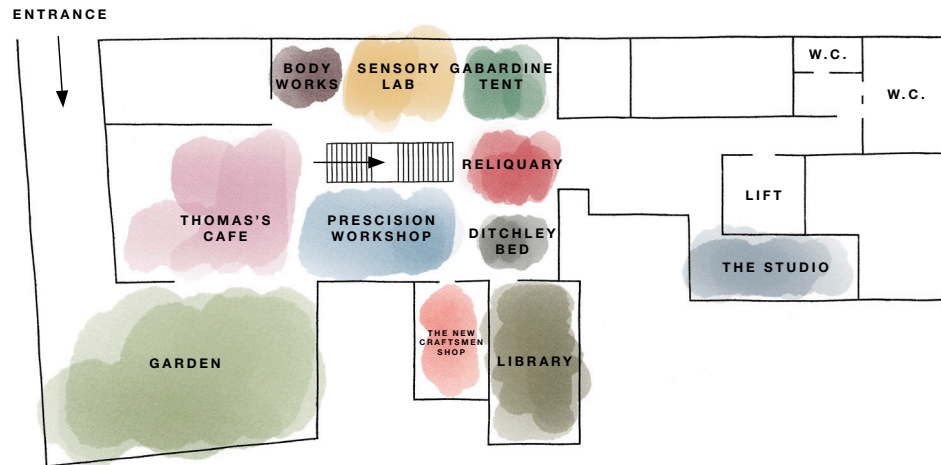 ENTRANCE
BODY
WORKS
SENSORY
LAB
GABARDINE
TENT
W.C.
W.C.
RELIQUARY
LIFT
THOMAS'S
CAFE
PRESCISION
WORKSHOP
DITCHLEY
BED
THE STUDIO
GARDEN
THE NEW
CRAFTSMEN
SHOP
LIBRARY